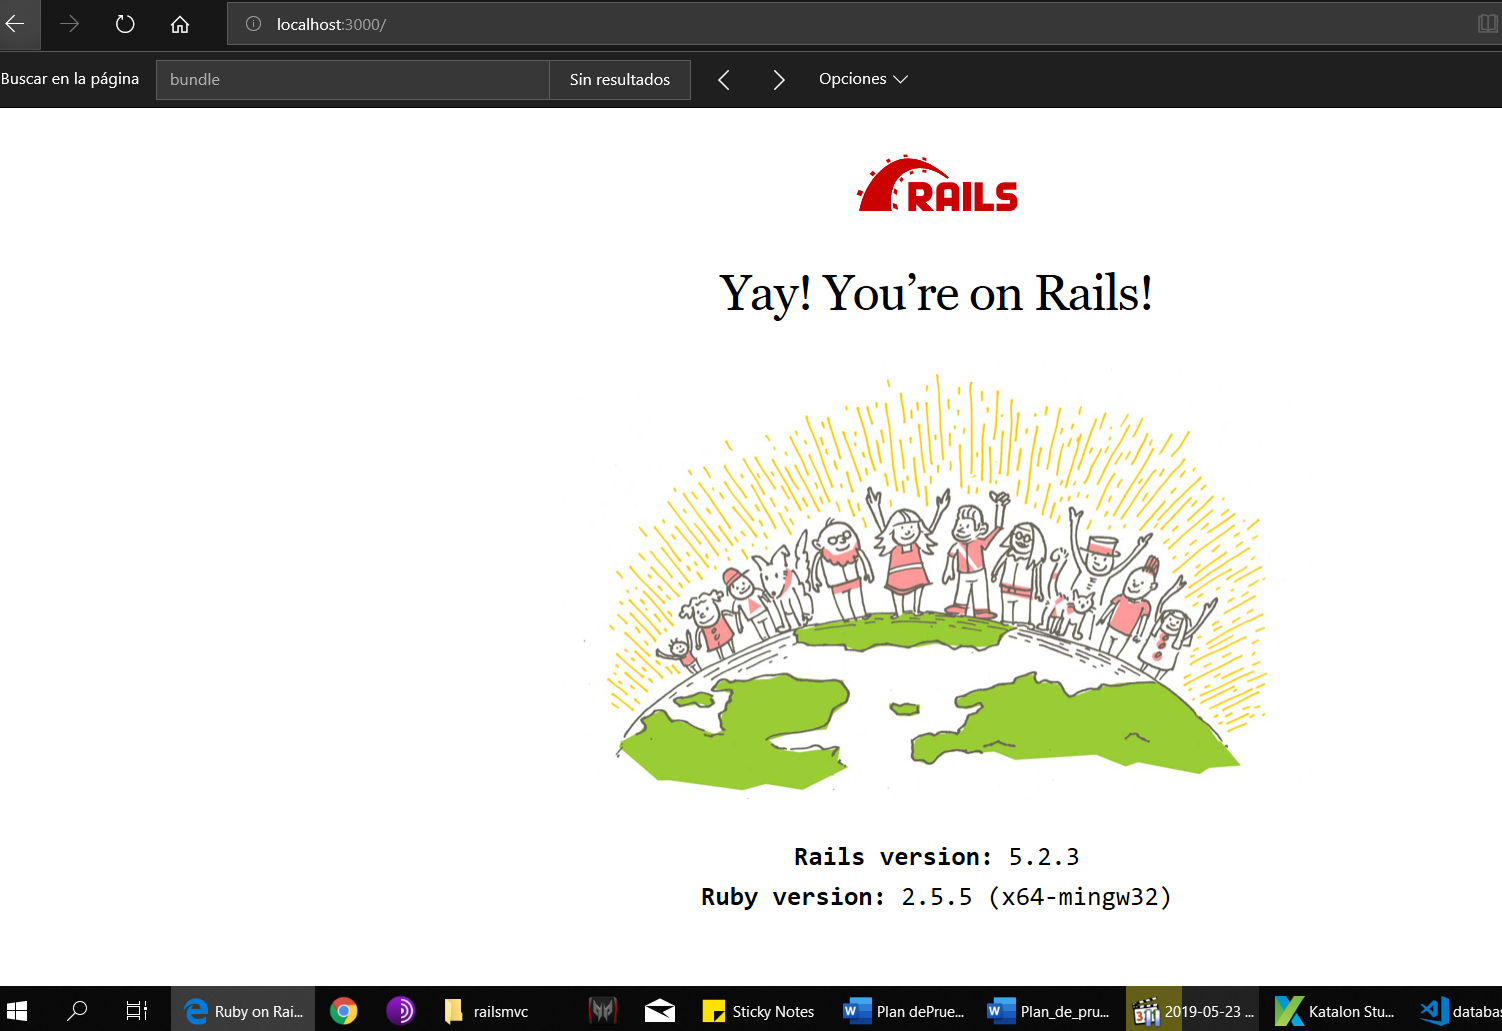 localhost:3000/
Buscar en la página
bundle
Sin resultados
Opciones
RAILS
Yay! You’re on Rails!
Rails version: 5.2.3
Ruby version: 2.5.5 (x64-mingw32)
Ruby on Rai...
railsmvc
Sticky Notes
Plan dePrue...
Plan_de_pru...
2019-05-23 ...
Katalon Stu...
databas